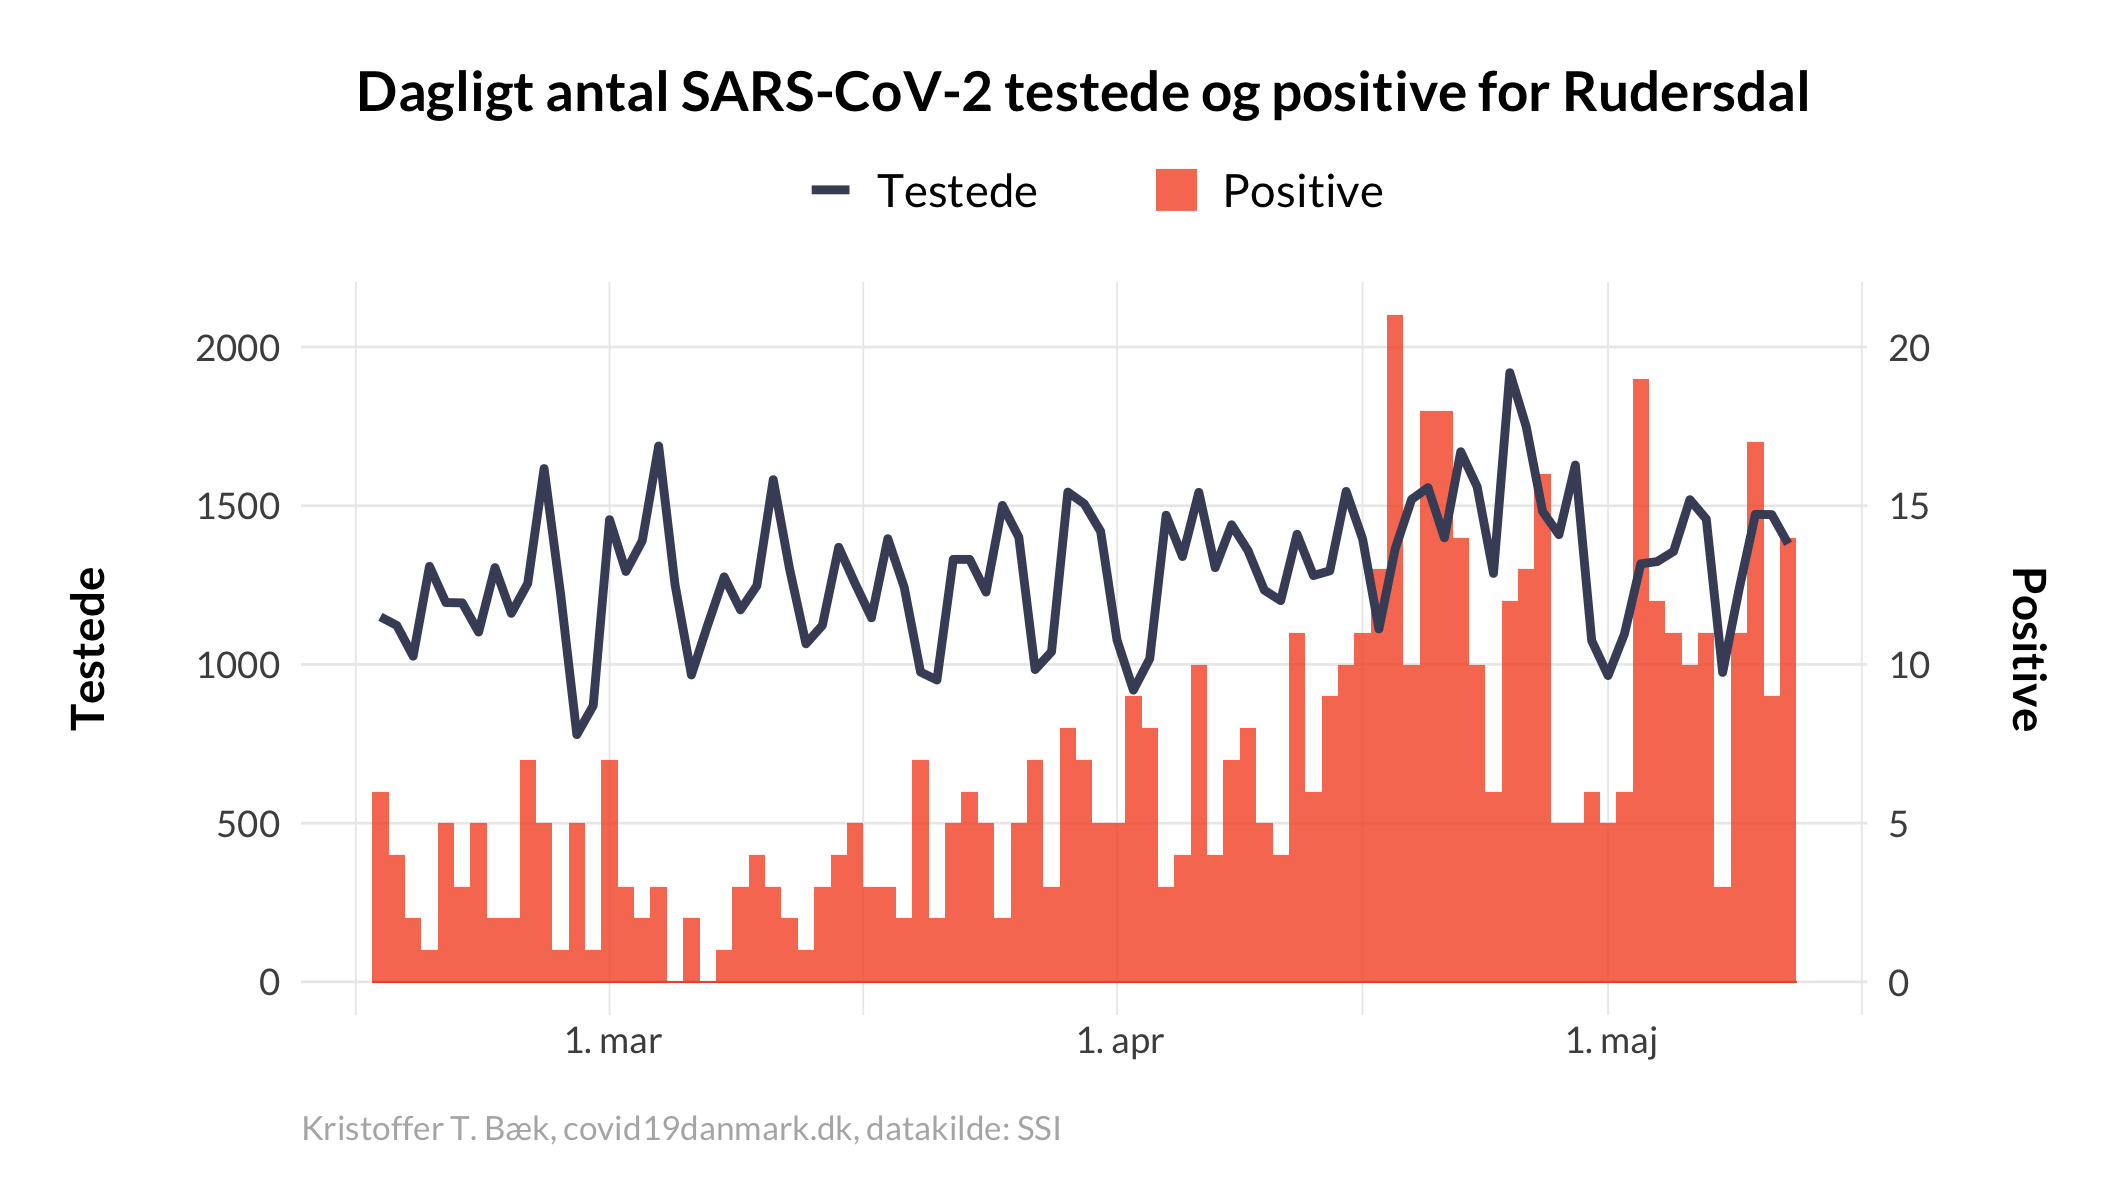 Dagligt antal SARS-CoV-2 testede og positive for Rudersdal
Testede
Positive
2000
1500
1000
500
0
20
15
10
5
0
Testede
Positive
1. mar
1. apr
1. maj
Kristoffer T. Bæk, covid19danmark.dk, datakilde: SSI